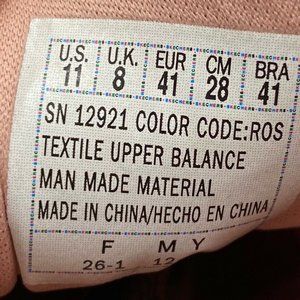 U.S. U.K. EUR CM BRA
11 8 41 28 41
SN 12921 COLOR CODE:ROS
TEXTILE UPPER BALANCE
MAN MADE MATERIAL
MADE IN CHINA/HECHO EN CHINA
F M Y
26-1 12